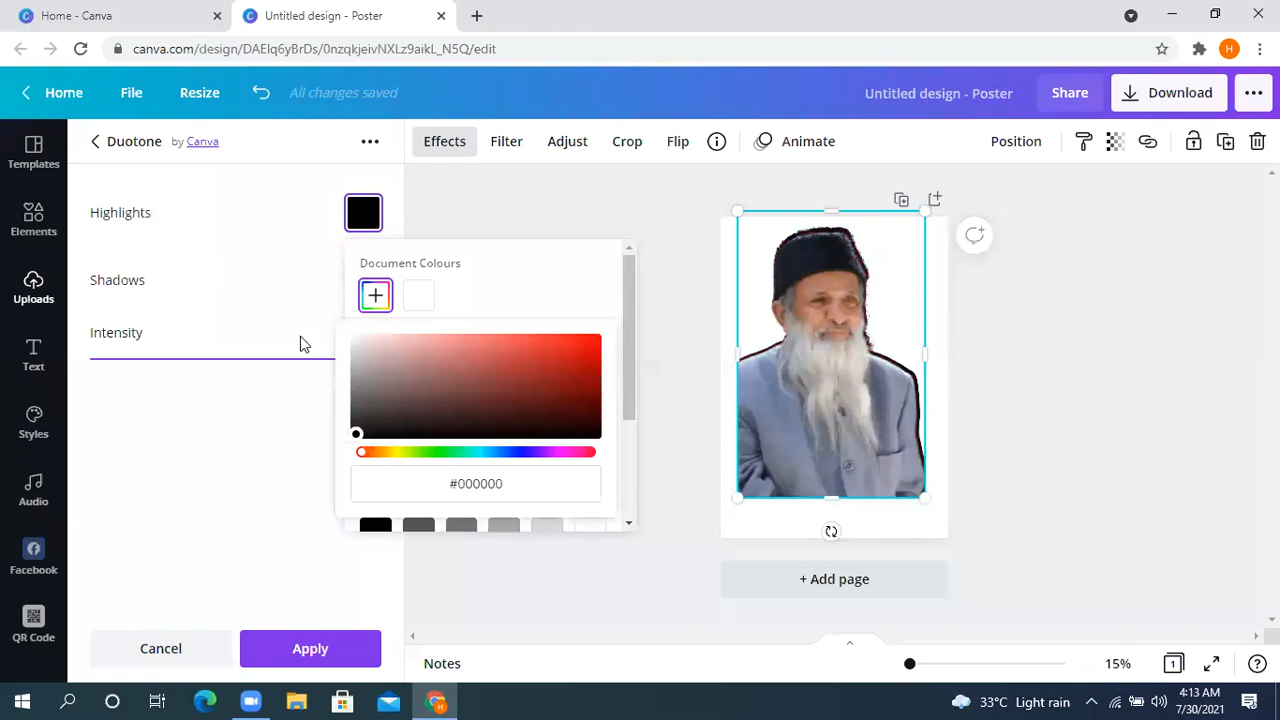 Home - Canva
Untitled design - Poster
canva.com/design/DAElq6yBrDs/0nzqkjeivNXLz9aikL_N5Q/edit
H
Home
File
Resize
All changes saved
Untitled design - Poster
Share
Download
Templates
Elements
Uploads
Text
Styles
Audio
Facebook
QR Code
Duotone
by Canva
Effects
Filter
Adjust
Crop
Flip
Animate
Position
Highlights
Shadows
Intensity
Document Colours
#000000
Cancel
Apply
+ Add page
Notes
15%
1
33°C Light rain
4:13 AM
7/30/2021